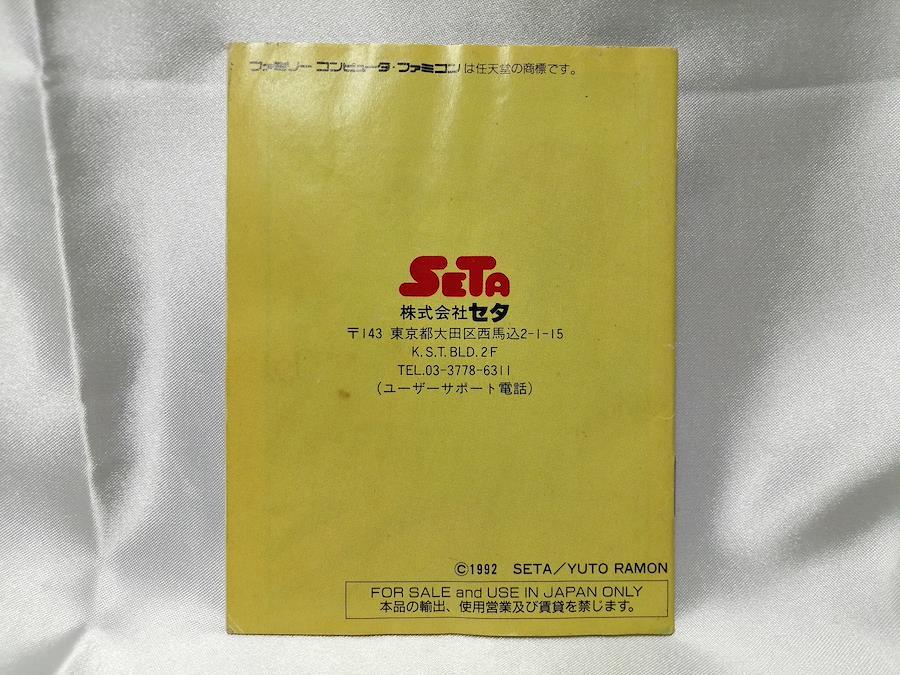 ファミリー コンピュータ・ファミコンは任天堂の商標です。
SETA
株式会社セタ
〒143 東京都大田区西馬込2-1-15
K.S.T.BLD.2F
TEL.03-3778-6311
(ユーザーサポート電話)
©1992 SETA/YUTO RAMON
FOR SALE and USE IN JAPAN ONLY
本品の輸出、使用営業及び賃貸を禁じます。